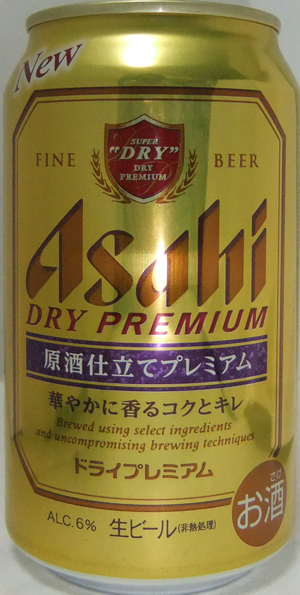 New
SUPER
"DRY"
DRY
PREMIUM
FINE BEER
Asahi
DRY PREMIUM
原酒仕立てプレミアム
華やかに香るコクとキレ
Brewed using select ingredients
and uncompromising brewing techniques
ドライプレミアム
さけ
お酒
ALC.6% 生ビール(非熱処理)